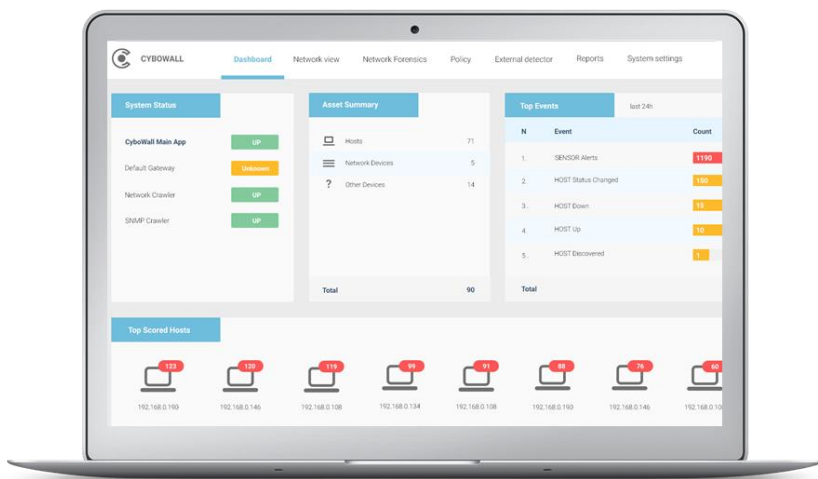 CYBOWALL Dashboard Network view Network Forensics Policy External detector Reports System settings
System Status
CyboWall Main App UP
Default Gateway Unknown
Network Crawler UP
SNMP Crawler UP
Asset Summary
Hosts 71
Network Devices 5
? Other Devices 14
Total 90
Top Events last 24h
N Event Count
1. SENSOR Alerts 1190
2. HOST Status Changed 150
3. HOST Down 15
4. HOST Up 10
5. HOST Discovered 1
Total
Top Scored Hosts
123 120 119 99 91 88 76 60
192.168.0.193 192.168.0.146 192.168.0.108 192.168.0.134 192.168.0.108 192.168.0.193 192.168.0.146 192.168.0.10